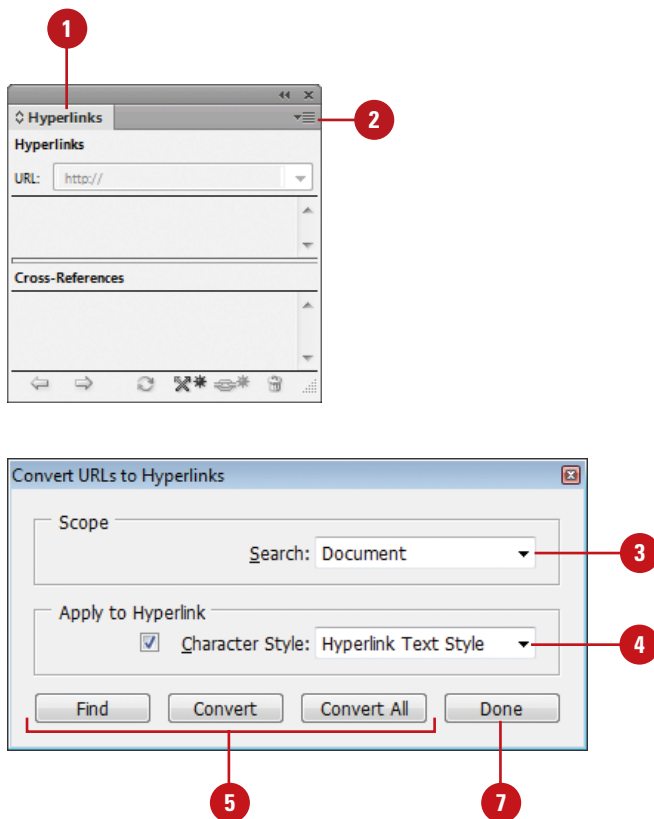 1
Hyperlinks
2
Hyperlinks
URL: http://
Cross-References
Convert URLs to Hyperlinks
Scope
Search: Document
3
Apply to Hyperlink
Character Style: Hyperlink Text Style
4
Find Convert Convert All Done
5 7